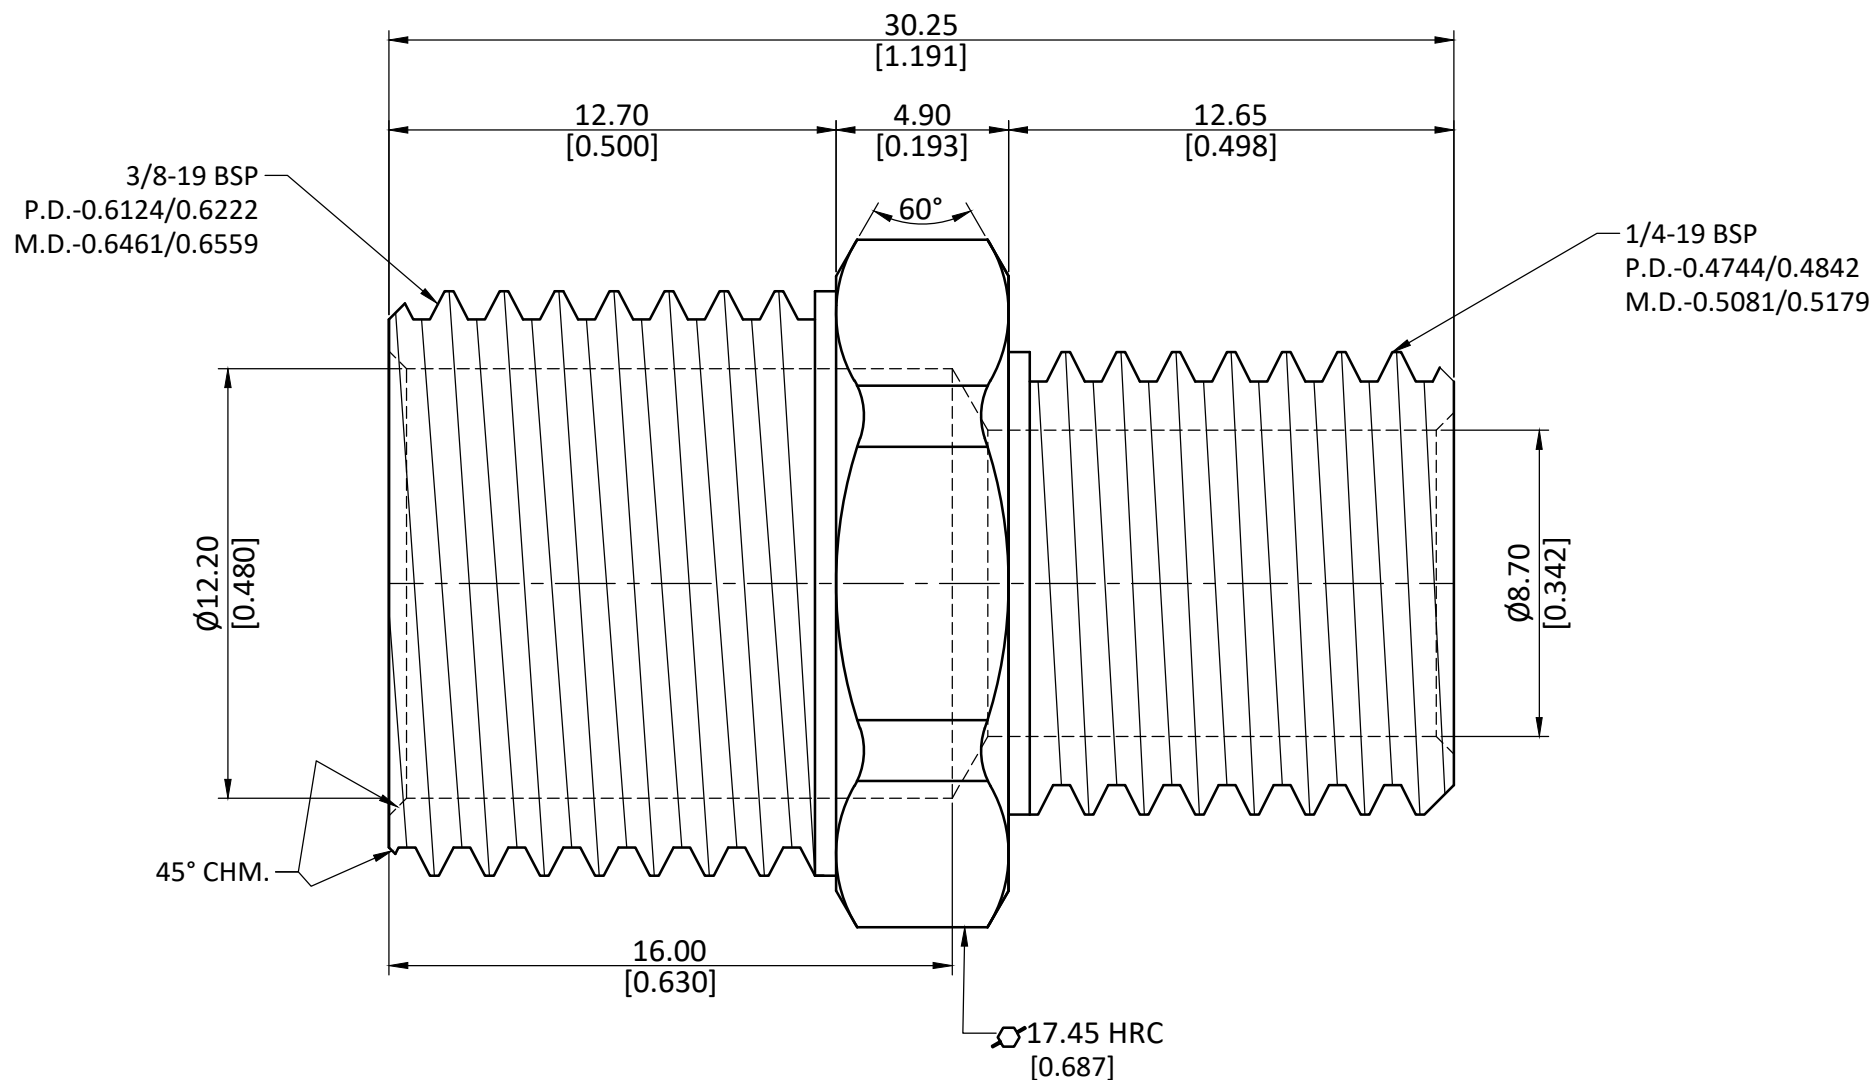 30.25
[1.191]
12.70
[0.500]
4.90
[0.193]
12.65
[0.498]
3/8-19 BSP
P.D.-0.6124/0.6222
M.D.-0.6461/0.6559
60°
1/4-19 BSP
P.D.-0.4744/0.4842
M.D.-0.5081/0.5179
Ø12.20
[0.480]
Ø8.70
[0.342]
45° CHM.
16.00
[0.630]
17.45 HRC
[0.687]